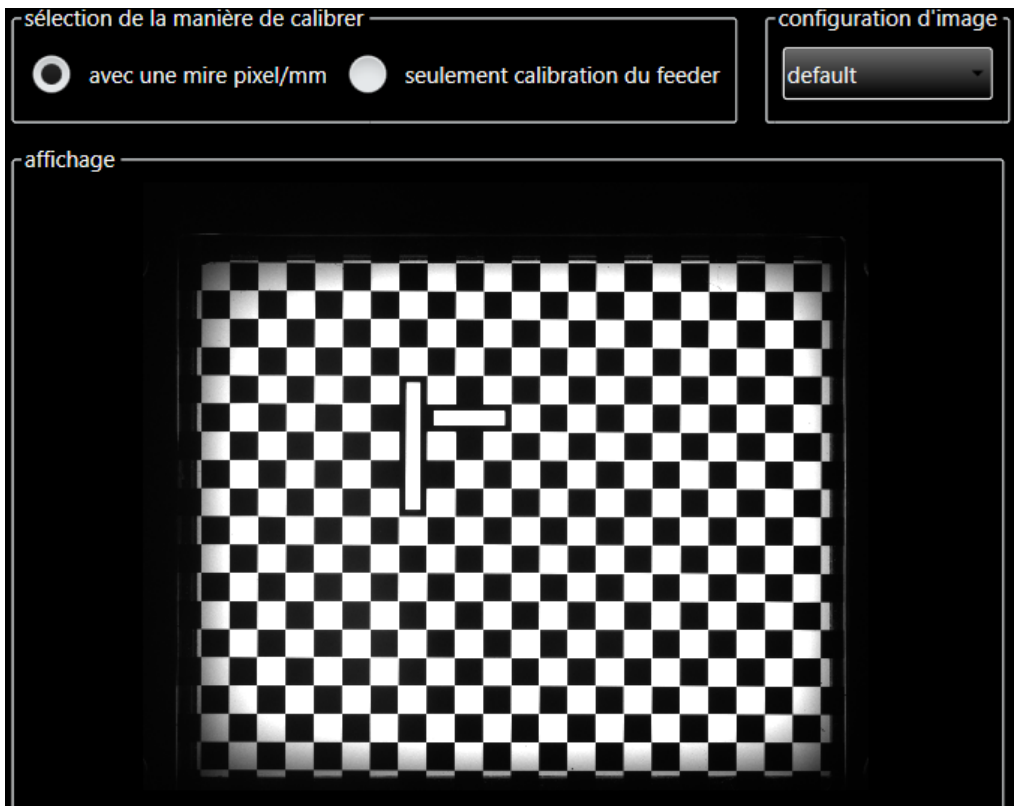 sélection de la manière de calibrer
configuration d'image
avec une mire pixel/mm
seulement calibration du feeder
default
affichage